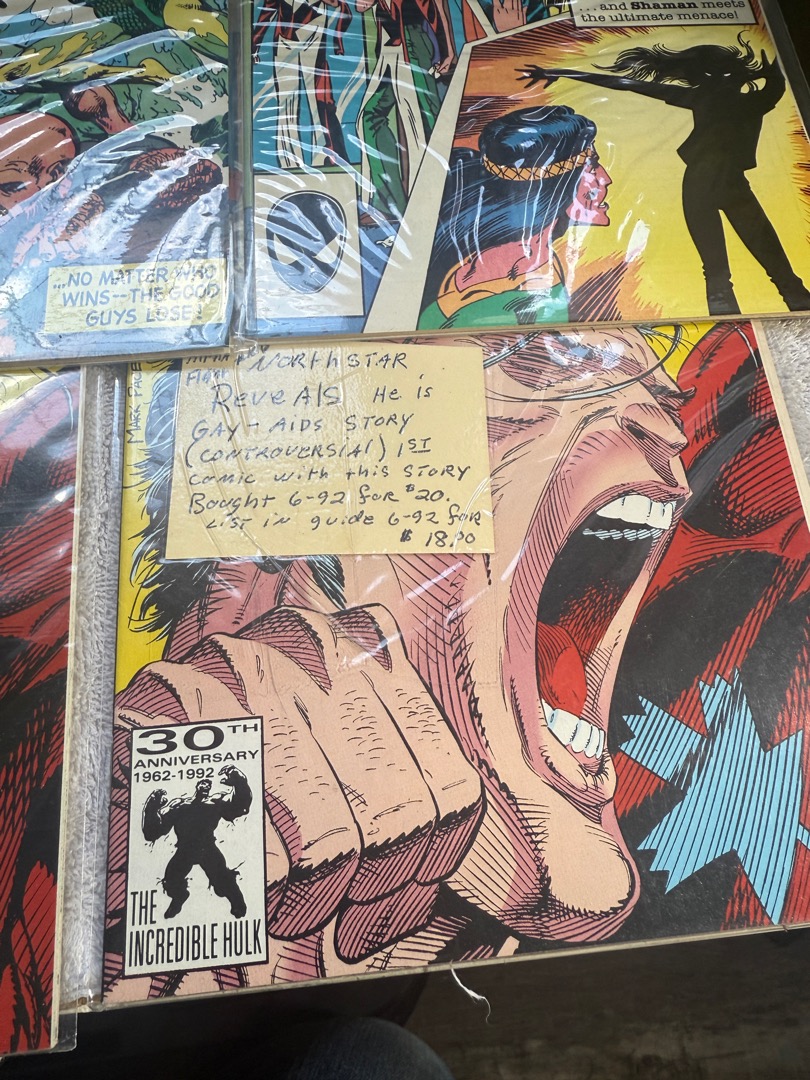 ...and Shaman meets
the ultimate menace!
...NO MATTER WHO
WINS--THE GOOD
GUYS LOSE!
NORTHSTAR
Reveals He is
GAY - AIDS STORY
(CONTROVERSIAL) 1ST
comic with this STORY
Bought 6-92 for $20.
List in guide 6-92 for
$18.00
MARK PACE
30TH
ANNIVERSARY
1962-1992
THE
INCREDIBLE HULK